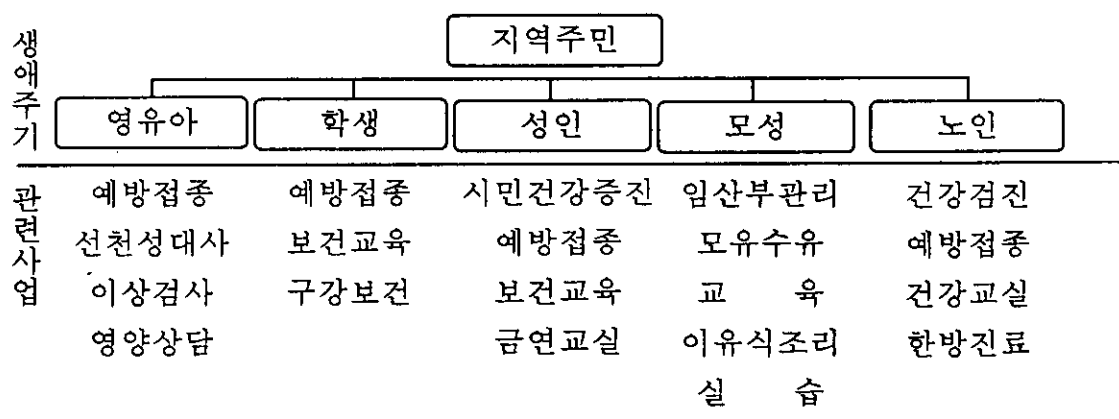 지역주민
생애주기
영유아 학생 성인 모성 노인
관련사업
예방접종 예방접종 시민건강증진 임산부관리 건강검진
선천성대사 보건교육 예방접종 모유수유 예방접종
이상검사 구강보건 보건교육 교 육 건강교실
영양상담 금연교실 이유식조리 한방진료
실 습